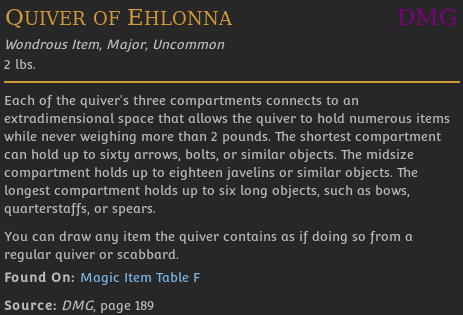 Quiver of Ehlonna DMG
Wondrous Item, Major, Uncommon
2 lbs.
Each of the quiver's three compartments connects to an
extradimensional space that allows the quiver to hold numerous items
while never weighing more than 2 pounds. The shortest compartment
can hold up to sixty arrows, bolts, or similar objects. The midsize
compartment holds up to eighteen javelins or similar objects. The
longest compartment holds up to six long objects, such as bows,
quarterstaffs, or spears.
You can draw any item the quiver contains as if doing so from a
regular quiver or scabbard.
Found On: Magic Item Table F
Source: DMG, page 189